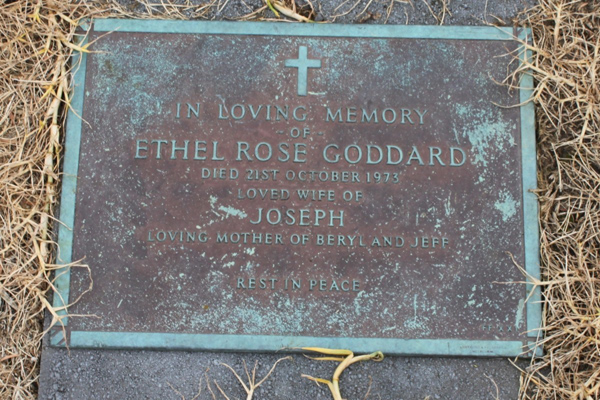 IN LOVING MEMORY
OF
ETHEL ROSE GODDARD
DIED 21ST OCTOBER 1973
LOVED WIFE OF
JOSEPH
LOVING MOTHER OF BERYL AND JEFF
REST IN PEACE